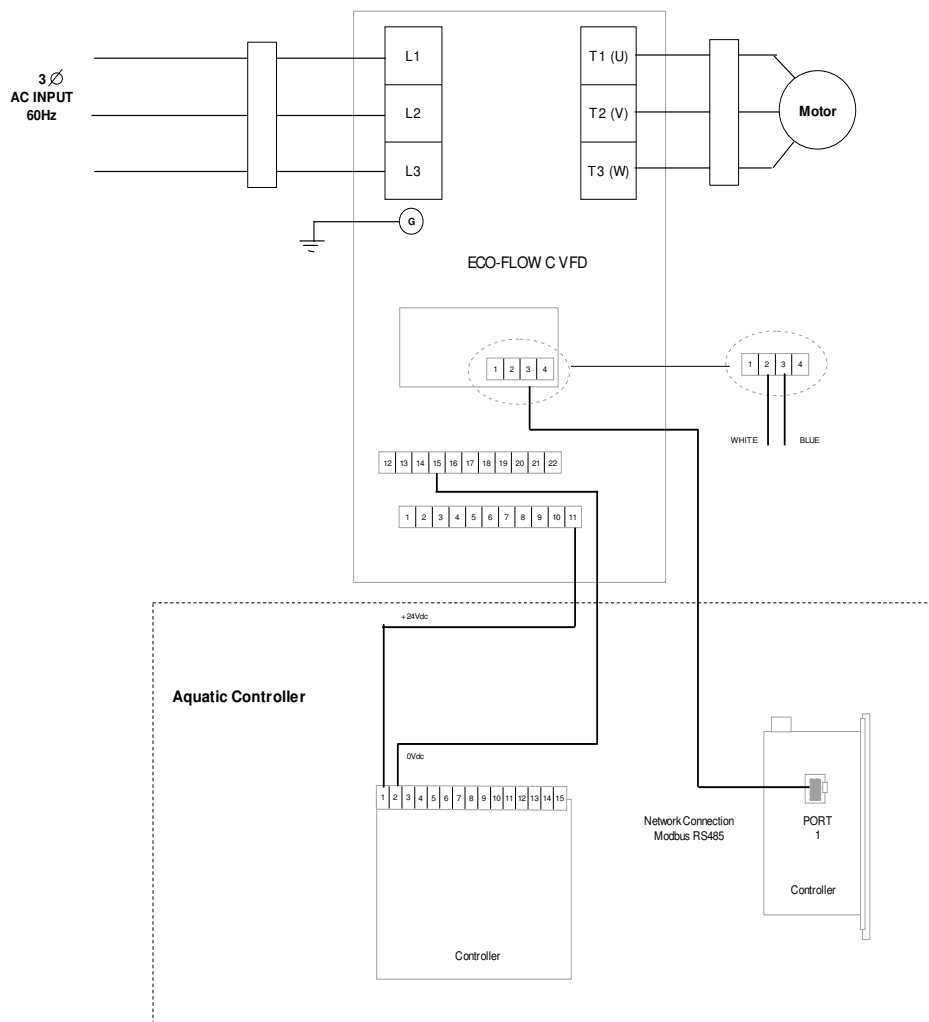 3 Ø
AC INPUT
60Hz
L1
L2
L3
G
T1 (U)
T2 (V)
T3 (W)
Motor
ECO-FLOW C VFD
1 2 3 4
1 2 3 4
WHITE BLUE
12 13 14 15 16 17 18 19 20 21 22
1 2 3 4 5 6 7 8 9 10 11
+24Vdc
Aquatic Controller
0Vdc
1 2 3 4 5 6 7 8 9 10 11 12 13 14 15
Controller
Network Connection
Modbus RS485
PORT
1
Controller